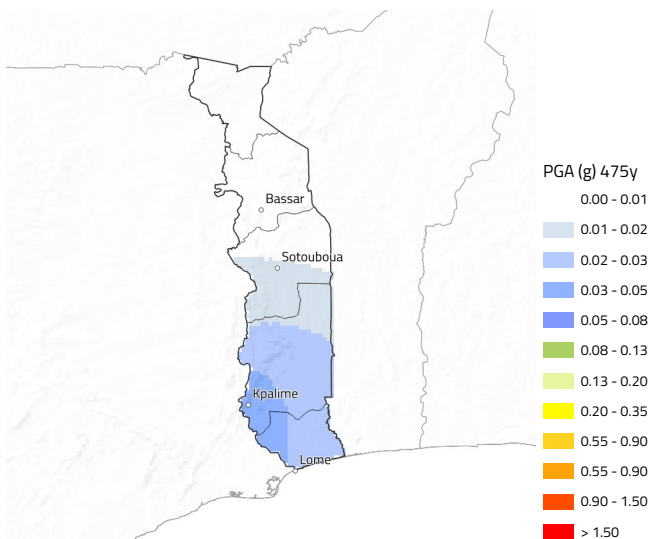 PGA (g) 475y
0.00 - 0.01
Bassar
0.01 - 0.02
Sotouboua
0.02 - 0.03
0.03 - 0.05
0.05 - 0.08
0.08 - 0.13
0.13 - 0.20
Kpalime
0.20 - 0.35
0.55 - 0.90
Lome
0.55 - 0.90
0.90 - 1.50
> 1.50